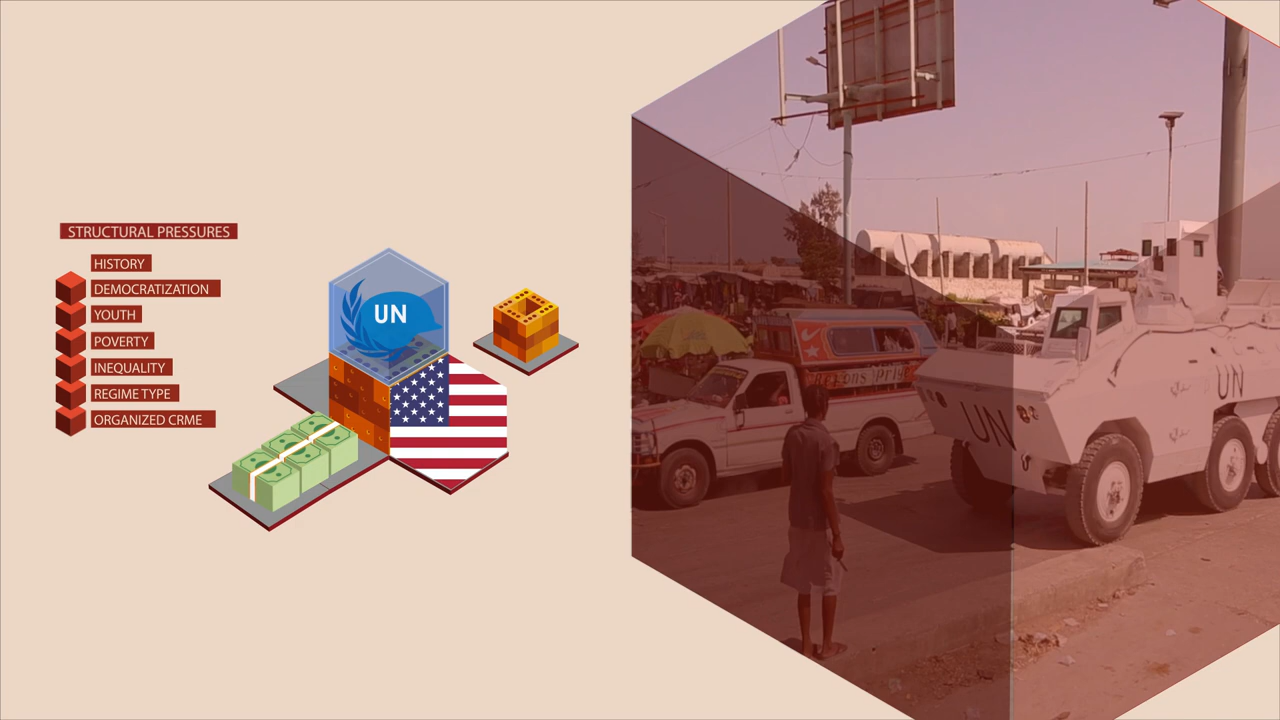 STRUCTURAL PRESSURES
HISTORY
DEMOCRATIZATION
YOUTH
POVERTY
INEQUALITY
REGIME TYPE
ORGANIZED CRME
UN
UN
UN